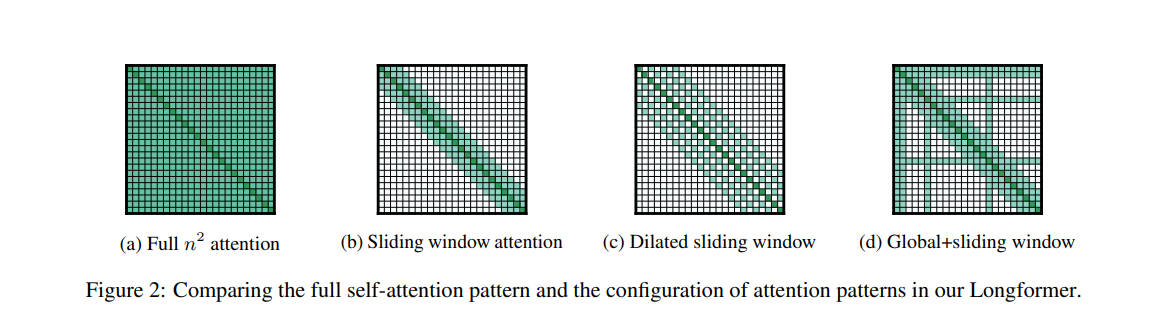 (a) Full n² attention
(b) Sliding window attention
(c) Dilated sliding window
(d) Global+sliding window
Figure 2: Comparing the full self-attention pattern and the configuration of attention patterns in our Longformer.